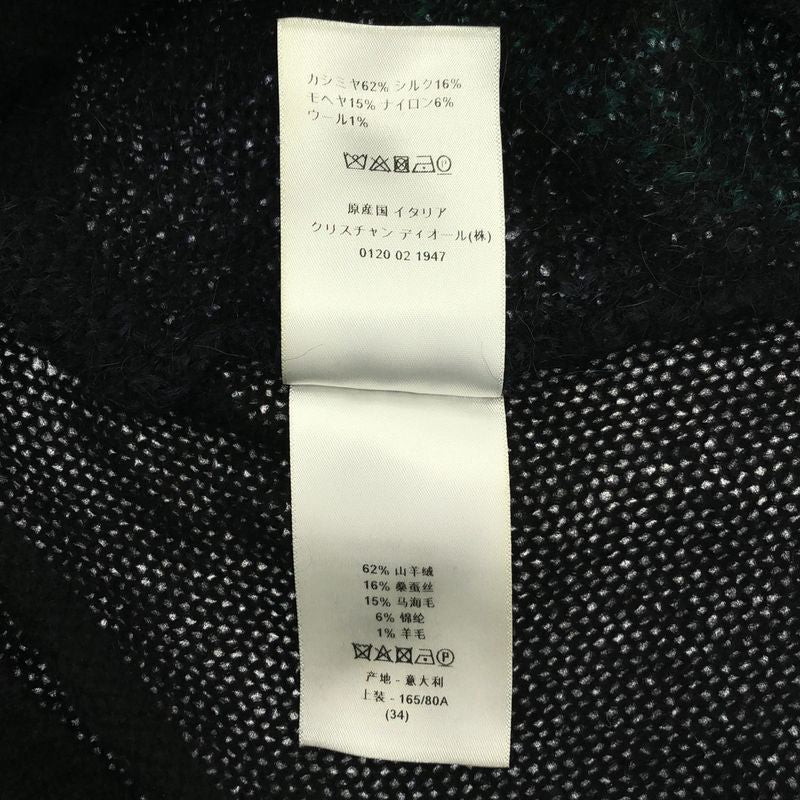 カシミヤ62% シルク16%
モヘヤ15% ナイロン6%
ウール1%
P
原産国 イタリア
クリスチャン ディオール(株)
0120 02 1947
62% 山羊绒
16% 桑蚕丝
15% 马海毛
6% 锦纶
1% 羊毛
P
产地 - 意大利
上装 - 165/80A
(34)